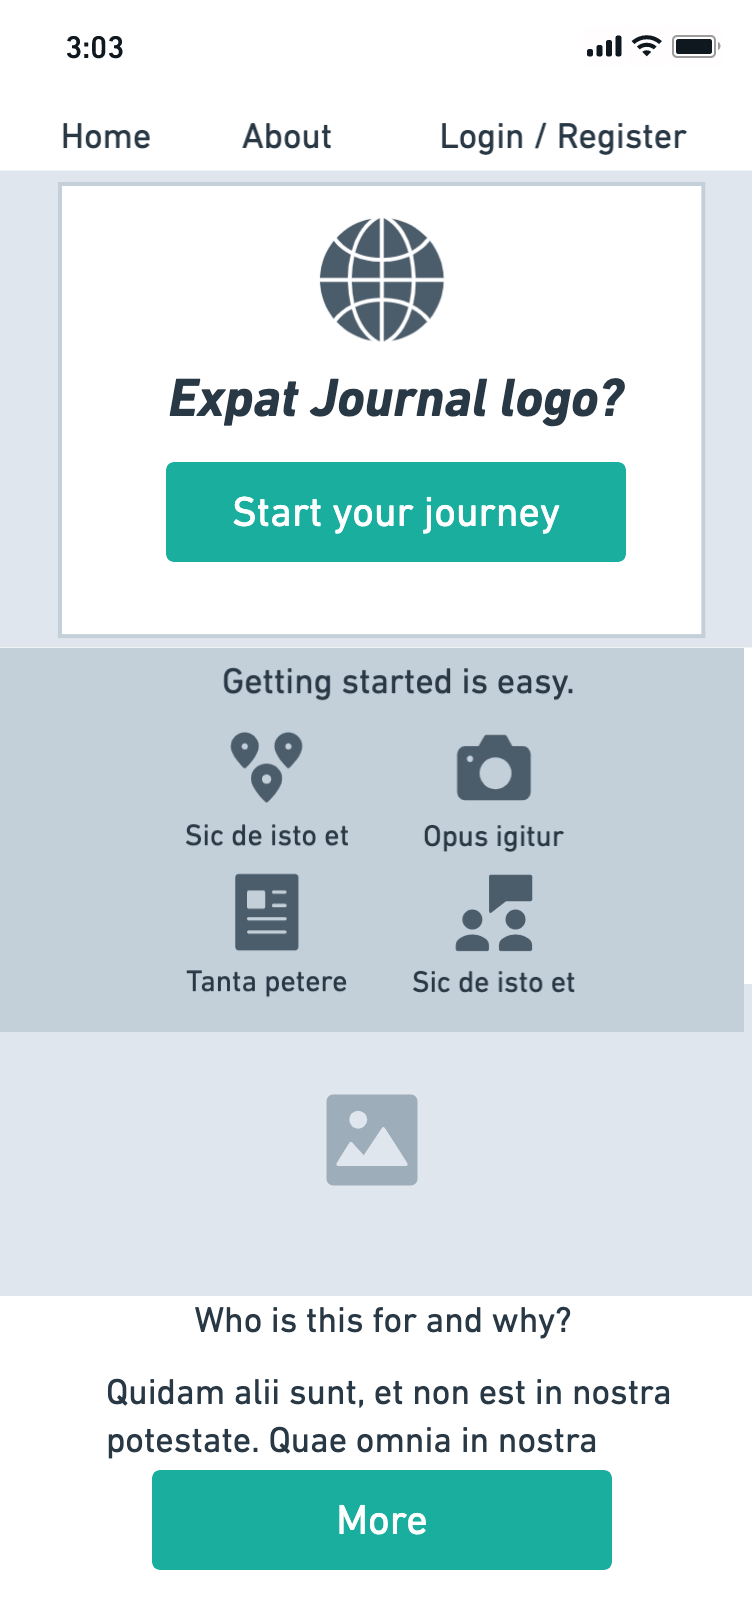 3:03
Home About Login / Register
Expat Journal logo?
Start your journey
Getting started is easy.
Sic de isto et Opus igitur
Tanta petere Sic de isto et
Who is this for and why?
Quidam alii sunt, et non est in nostra
potestate. Quae omnia in nostra
More